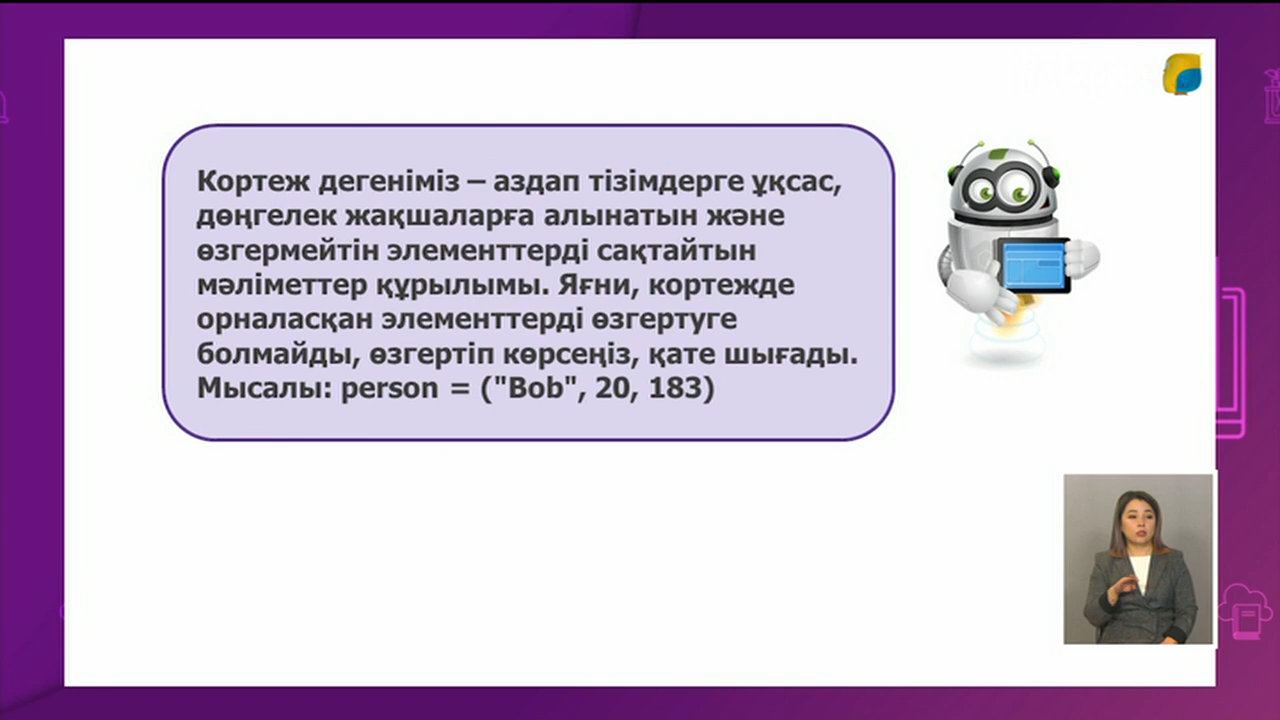 Кортеж дегеніміз – аздап тізімдерге ұқсас,
дөңгелек жақшаларға алынатын және
өзгермейтін элементтерді сақтайтын
мәліметтер құрылымы. Яғни, кортежде
орналасқан элементтерді өзгертуге
болмайды, өзгертіп көрсеңіз, қате шығады.
Мысалы: person = ("Bob", 20, 183)